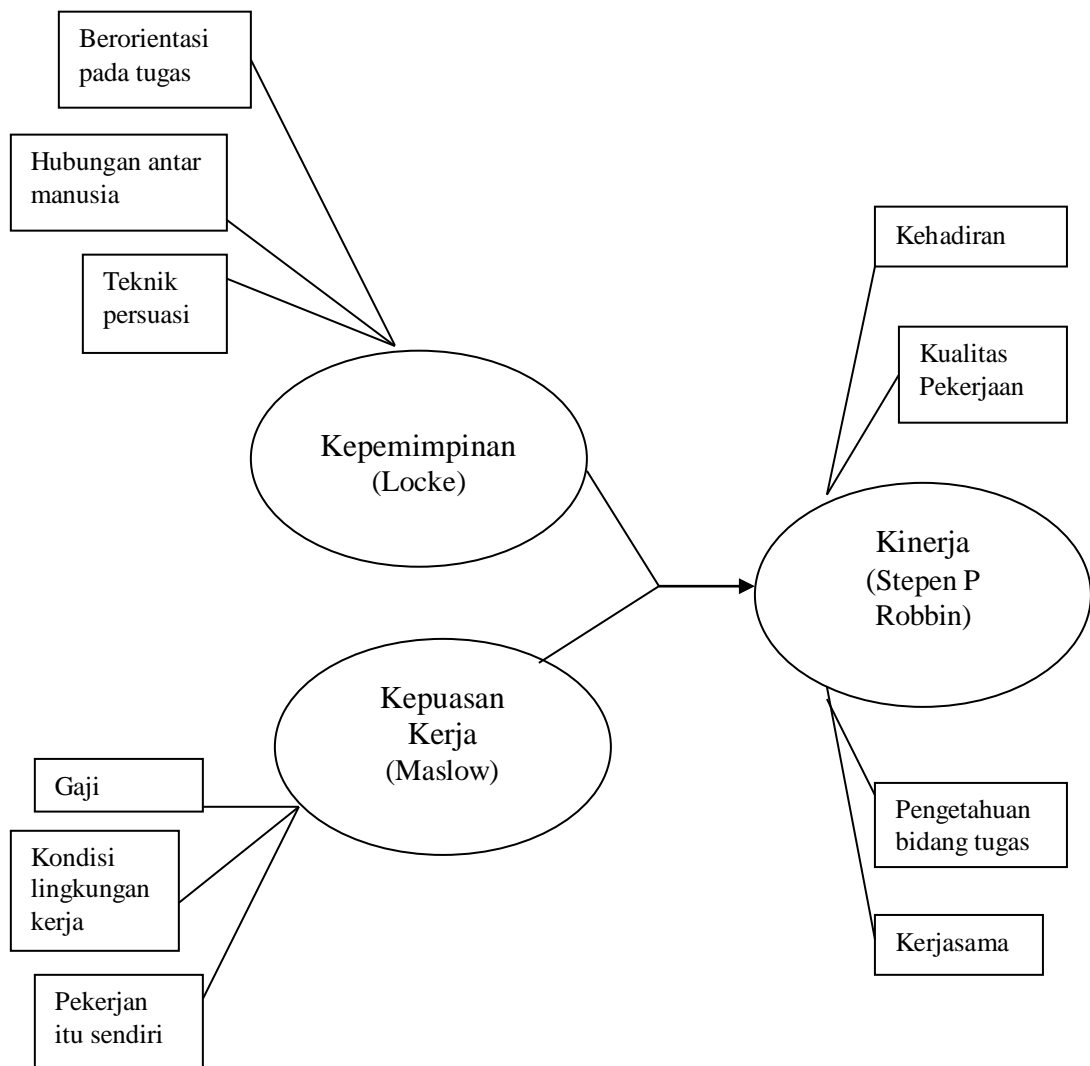 Berorientasi
pada tugas
Hubungan antar
manusia
Teknik
persuasi
Kepemimpinan
(Locke)
Kepuasan
Kerja
(Maslow)
Gaji
Kondisi
lingkungan
kerja
Pekerjan
itu sendiri
Kehadiran
Kualitas
Pekerjaan
Kinerja
(Stepen P
Robbin)
Pengetahuan
bidang tugas
Kerjasama